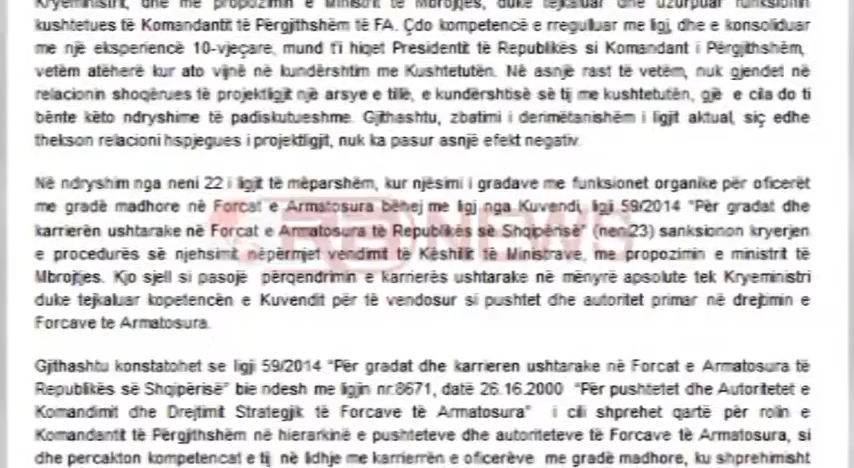 Kryeministrit, dhe me propozimin e Ministrit të Mbrojtjes, duke tejkaluar dhe uzurpuar funksionin
kushtetues të Komandantit të Përgjithshëm të FA. Çdo kompetencë e rregulluar me ligj, dhe e konsoliduar
me një eksperiencë 10-vjeçare, mund t'i hiqet Presidentit të Republikës si Komandant i Përgjithshëm,
vetëm atëherë kur ato vijnë në kundërshtim me Kushtetutën. Në asnjë rast të vetëm, nuk gjendet në
relacionin shoqërues të projektligjit një arsye e tillë, e kundërshtisë së tij me kushtetutën, gjë e cila do ti
bënte këto ndryshime të padiskutueshme. Gjithashtu, zbatimi i derimëtanishëm i ligjit aktual, siç edhe
thekson relacioni hspjegues i projektligjit, nuk ka pasur asnjë efekt negativ.
Në ndryshim nga neni 22 i ligjit të mëparshëm, kur njësimi i gradave me funksionet organike për oficerët
me gradë madhore në Forcat e Armatosura bëhej me ligj nga Kuvendi, ligji 59/2014 "Për gradat dhe
karrierën ushtarake në Forcat e Armatosura të Republikës së Shqipërisë" (neni 23) sanksionon kryerjen
e procedurës së njehsimit nëpërmjet vendimit të Këshillit të Ministrave, me propozimin e ministrit të
Mbrojtjes. Kjo sjell si pasojë përqendrimin e karrierës ushtarake në mënyrë apsolute tek Kryeministri
duke tejkaluar kopetencën e Kuvendit për të vendosur si pushtet dhe autoritet primar në drejtimin e
Forcave të Armatosura.
Gjithashtu konstatohet se ligji 59/2014 "Për gradat dhe karrieren ushtarake në Forcat e Armatosura të
Republikës së Shqipërisë" bie ndesh me ligjin nr.8671, datë 26.16.2000 "Për pushtetet dhe Autoritetet e
Komandimit dhe Drejtimit Strategjik të Forcave të Armatosura" i cili shprehet qartë për rolin e
Komandantit të Përgjithshëm në hierarkinë e pushteteve dhe autoriteteve të Forcave të Armatosura, si
dhe percakton kompetencat e tij në lidhje me karrierrën e oficerëve me gradë madhore, ku shprehimisht
NEWS